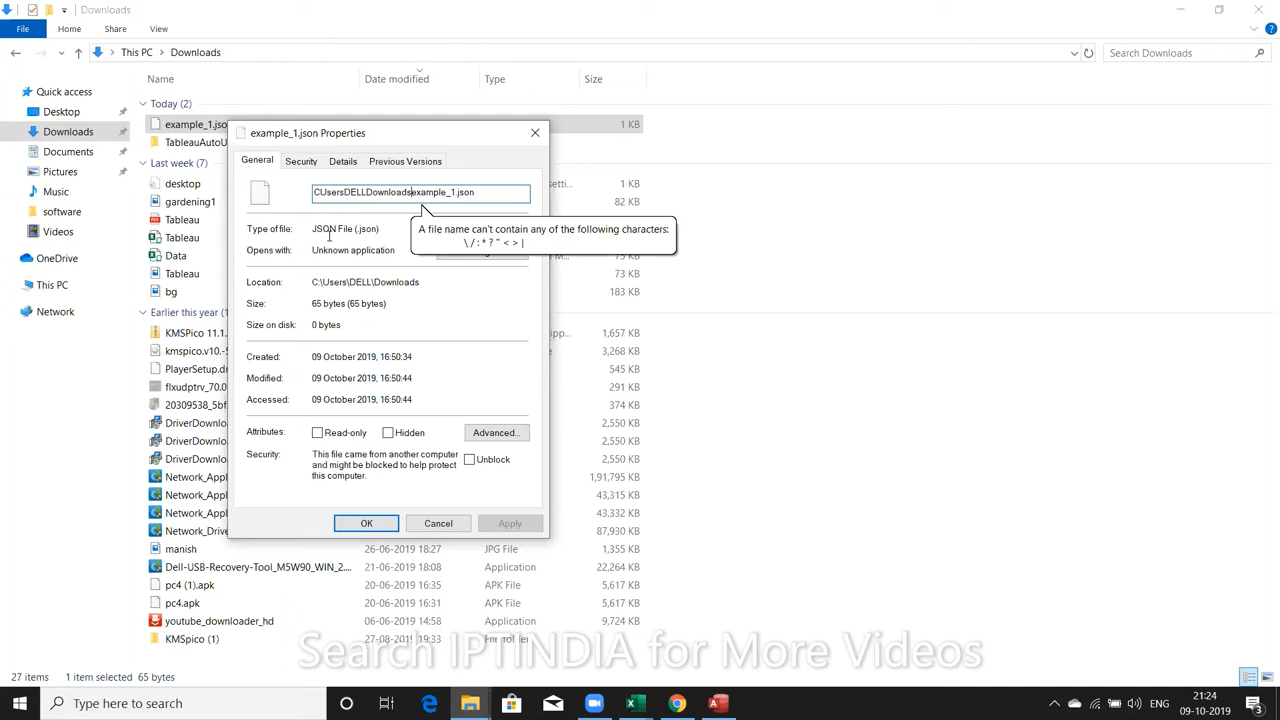 Downloads
File Home Share View
This PC Downloads Search Downloads
Name Date modified Type Size
Quick access
Desktop
Downloads
Documents
Pictures
Music
software
Videos
OneDrive
This PC
Network
Today (2)
example_1.jso 1 KB
TableauAutoU
Last week (7)
desktop setti... 1 KB
gardening1 82 KB
Tableau
Tableau
Data
Tableau 73 KB
bg 183 KB
Earlier this year (1
KMSPico 11.1. ipp... 1,657 KB
kmspico.v10.-5 3,268 KB
PlayerSetup.dr 545 KB
flxudptrv_70.0 291 KB
20309538_5bf 374 KB
DriverDownlo 2,550 KB
DriverDownlo 2,550 KB
DriverDownlo 2,550 KB
Network_Appl 1,91,795 KB
Network_Appl 43,315 KB
Network_Appl 43,332 KB
Network_Drive 87,930 KB
manish 26-06-2019 18:27 JPG File 1,355 KB
Dell-USB-Recovery-Tool_M5W90_WIN_2.... 21-06-2019 18:08 Application 22,264 KB
pc4 (1).apk 20-06-2019 16:35 APK File 5,617 KB
pc4.apk 20-06-2019 16:31 APK File 5,617 KB
youtube_downloader_hd 06-06-2019 14:58 Application 9,724 KB
KMSPico (1) 27-08-2019 19:33 File folder
example_1.json Properties
General Security Details Previous Versions
CUsersDELLDownloadsexample_1.json
A file name can't contain any of the following characters:
\ / : * ? " < > |
Type of file: JSON File (.json)
Opens with: Unknown application
Location: C:\Users\DELL\Downloads
Size: 65 bytes (65 bytes)
Size on disk: 0 bytes
Created: 09 October 2019, 16:50:34
Modified: 09 October 2019, 16:50:44
Accessed: 09 October 2019, 16:50:44
Attributes: Read-only Hidden Advanced...
Security: This file came from another computer
and might be blocked to help protect
this computer.
Unblock
OK Cancel Apply
Search IPTINDIA for More Videos
27 items 1 item selected 65 bytes
Type here to search
ENG
21:24
09-10-2019
3